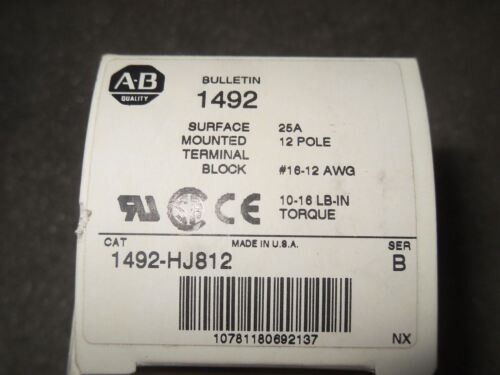 A-B
QUALITY
BULLETIN
1492
SURFACE 25A
MOUNTED 12 POLE
TERMINAL
BLOCK #16-12 AWG
10-16 LB-IN
TORQUE
CAT MADE IN U.S.A. SER
1492-HJ812 B
10781180692137
NX